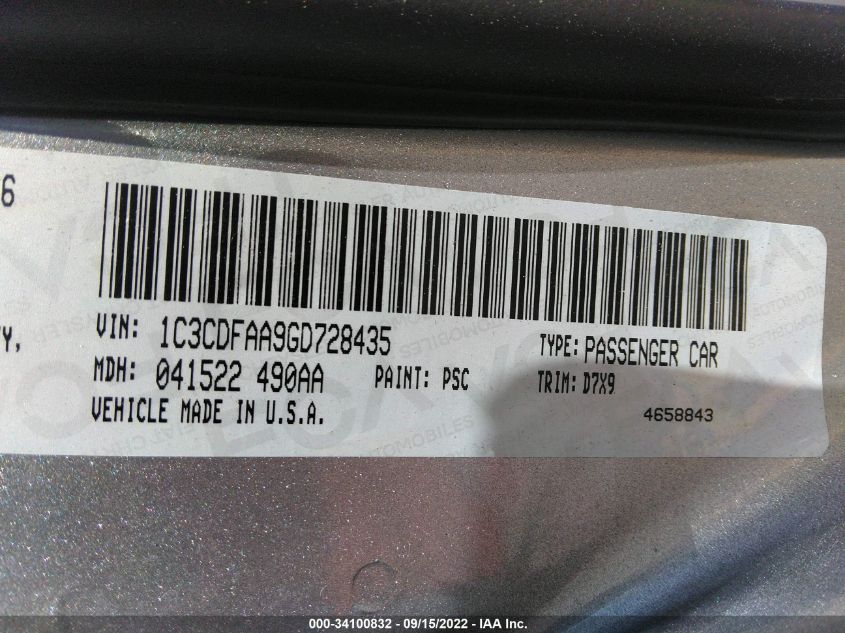 6
VIN: 1C3CDFAA9GD728435
TYPE: PASSENGER CAR
Y,
MDH: 041522 490AA
PAINT: PSC
TRIM: D7X9
VEHICLE MADE IN U.S.A.
4658843
AUTOMOBILES
000-34100832 - 09/15/2022 - IAA Inc.